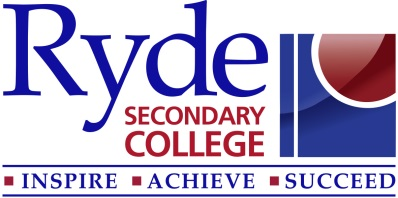 Ryde
SECONDARY
COLLEGE
▪ INSPIRE ▪ ACHIEVE ▪ SUCCEED